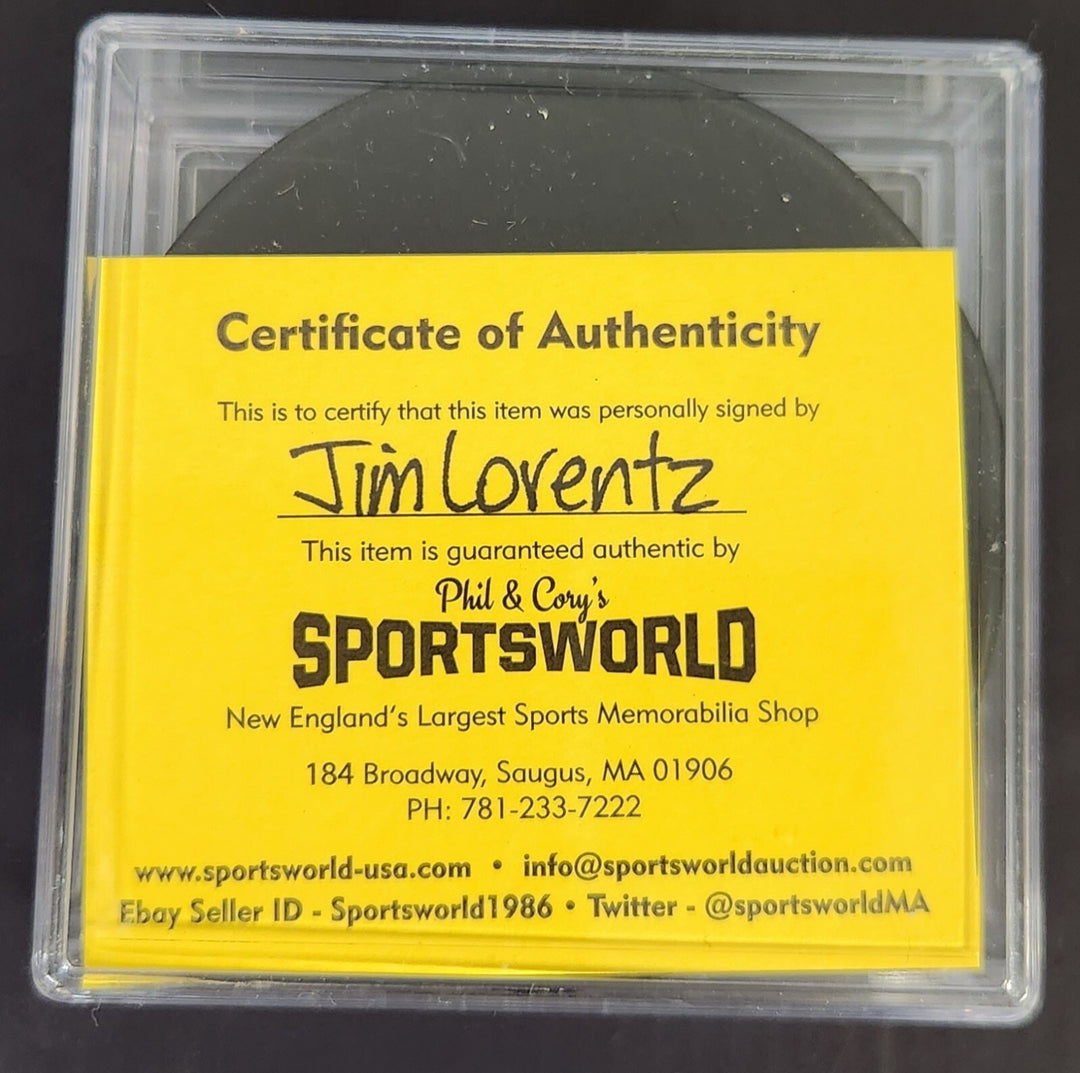 Certificate of Authenticity
This is to certify that this item was personally signed by
Jim Lorentz
This item is guaranteed authentic by
Phil & Cory's
SPORTSWORLD
New England's Largest Sports Memorabilia Shop
184 Broadway, Saugus, MA 01906
PH: 781-233-7222
www.sportsworld-usa.com • info@sportsworldauction.com
Ebay Seller ID - Sportsworld1986 • Twitter - @sportsworldMA